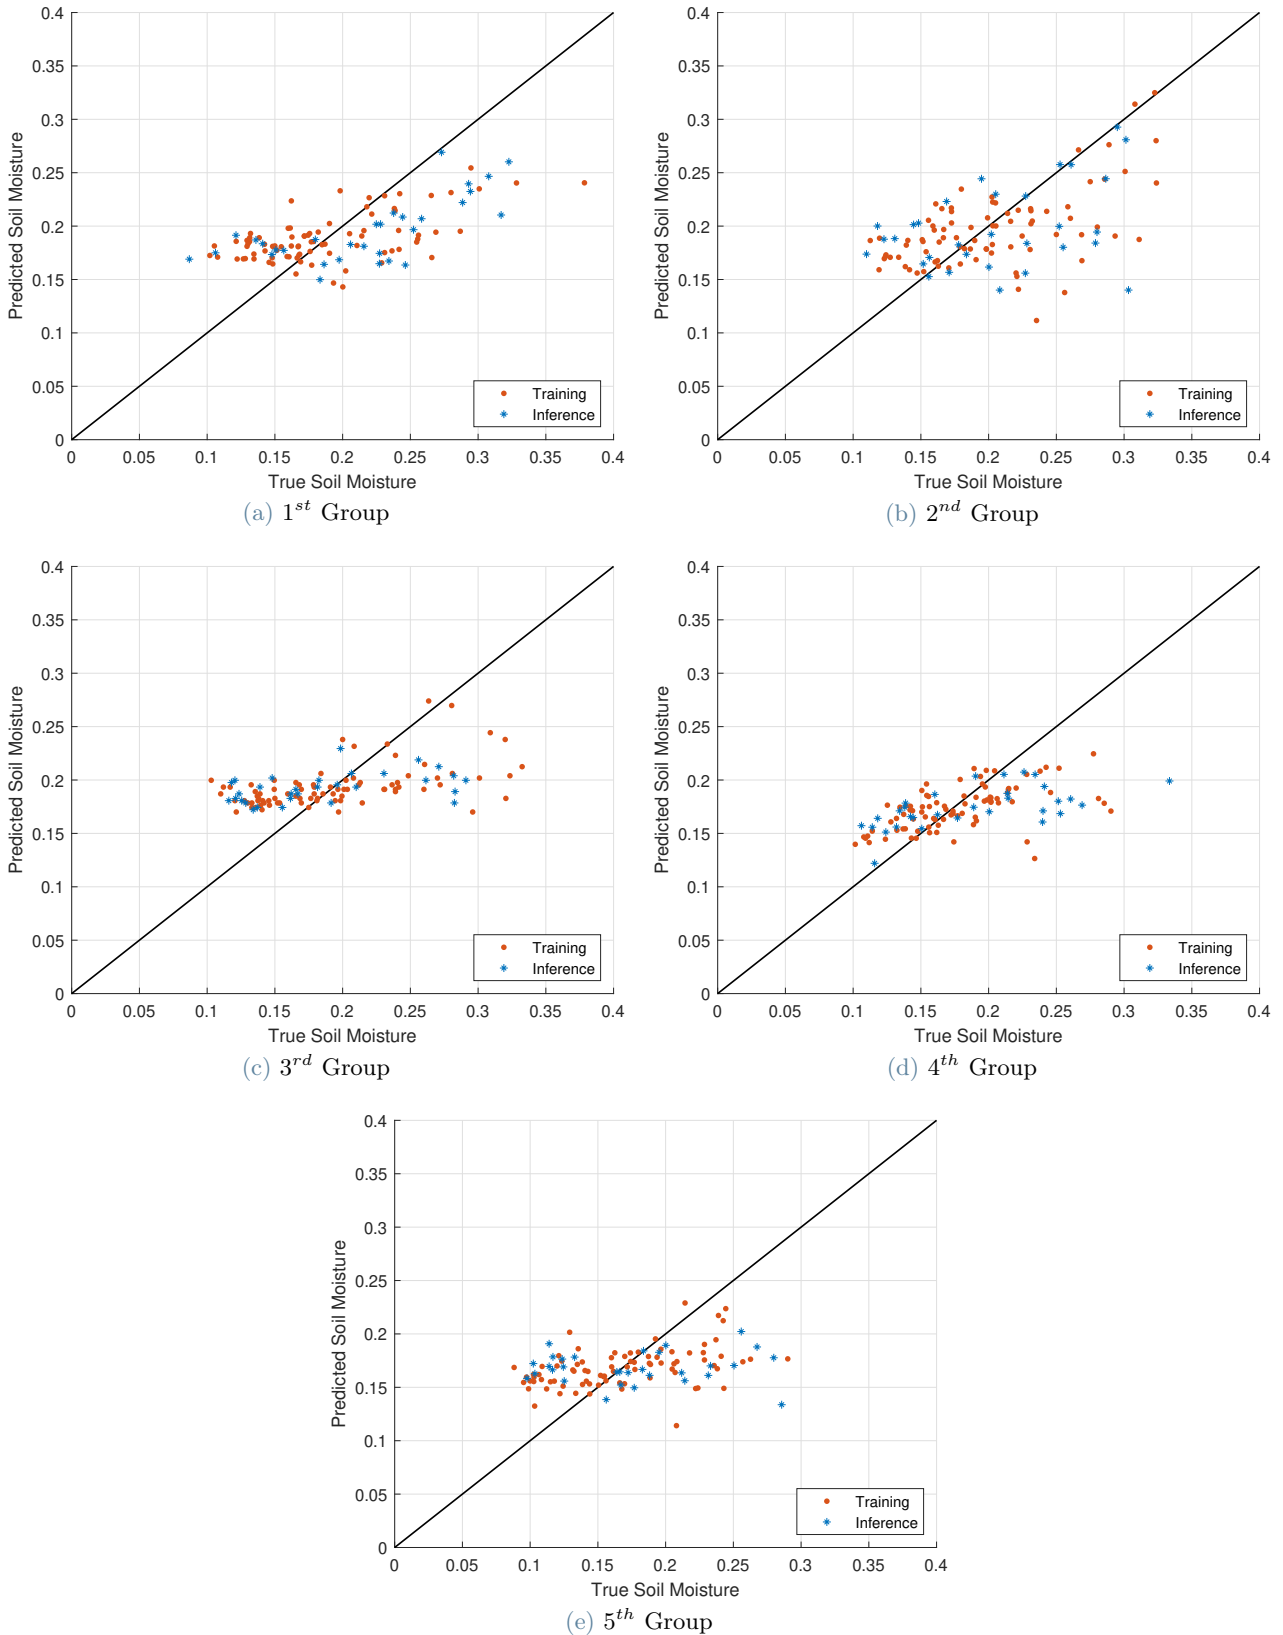 0.4
0.35
0.3
0.25
0.2
0.15
0.1
0.05
0
Predicted Soil Moisture
Training
Inference
0 0.05 0.1 0.15 0.2 0.25 0.3 0.35 0.4
True Soil Moisture
(a) 1st Group
0.4
0.35
0.3
0.25
0.2
0.15
0.1
0.05
0
Predicted Soil Moisture
Training
Inference
0 0.05 0.1 0.15 0.2 0.25 0.3 0.35 0.4
True Soil Moisture
(b) 2nd Group
0.4
0.35
0.3
0.25
0.2
0.15
0.1
0.05
0
Predicted Soil Moisture
Training
Inference
0 0.05 0.1 0.15 0.2 0.25 0.3 0.35 0.4
True Soil Moisture
(c) 3rd Group
0.4
0.35
0.3
0.25
0.2
0.15
0.1
0.05
0
Predicted Soil Moisture
Training
Inference
0 0.05 0.1 0.15 0.2 0.25 0.3 0.35 0.4
True Soil Moisture
(d) 4th Group
0.4
0.35
0.3
0.25
0.2
0.15
0.1
0.05
0
Predicted Soil Moisture
Training
Inference
0 0.05 0.1 0.15 0.2 0.25 0.3 0.35 0.4
True Soil Moisture
(e) 5th Group